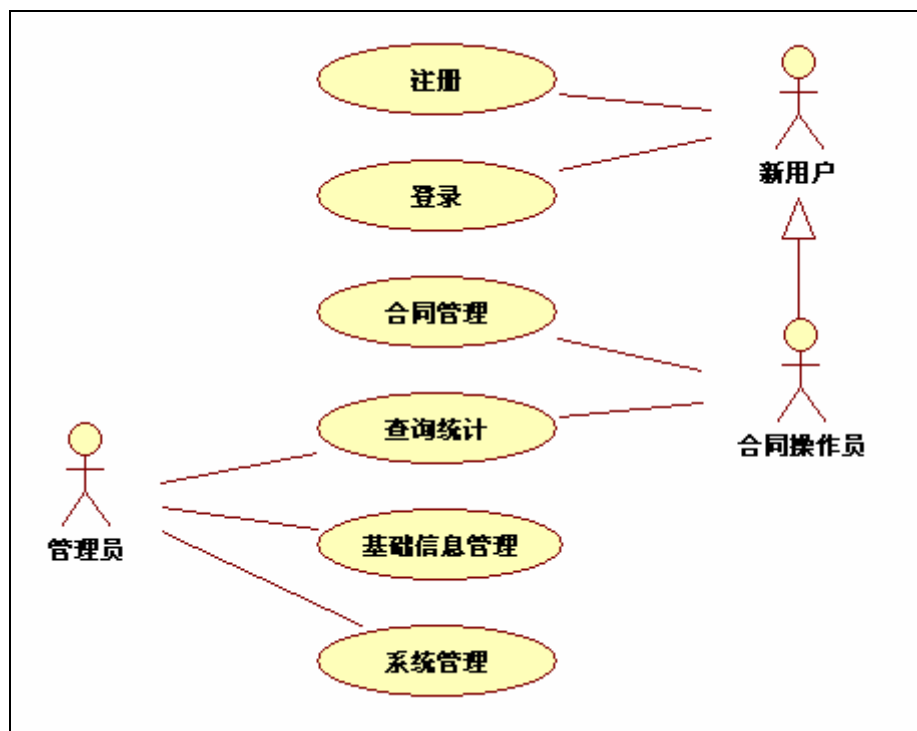 注册
新用户
登录
合同管理
查询统计
合同操作员
管理员
基础信息管理
系统管理